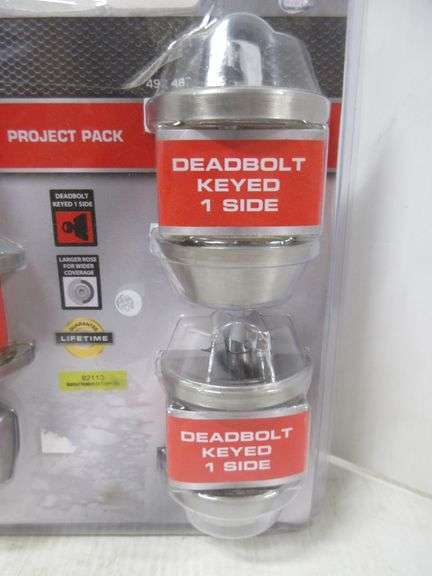 PROJECT PACK
DEADBOLT
KEYED
1 SIDE
DEADBOLT
KEYED 1 SIDE
LARGER ROSE
FOR WIDER
COVERAGE
LIFETIME
DEADBOLT
KEYED
1 SIDE